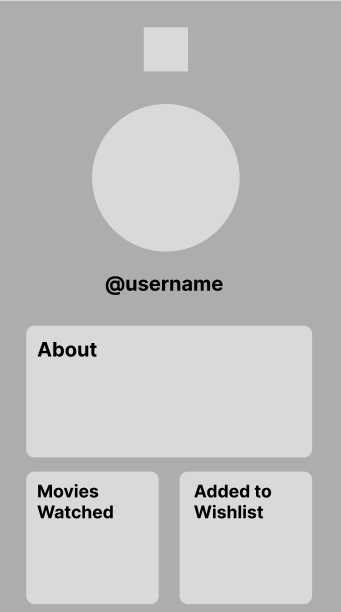 @username
About
Movies
Watched
Added to
Wishlist